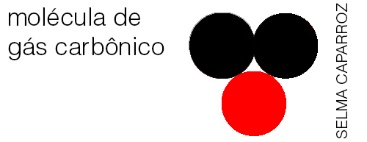 molécula de
gás carbônico
SELMA CAPARROZ